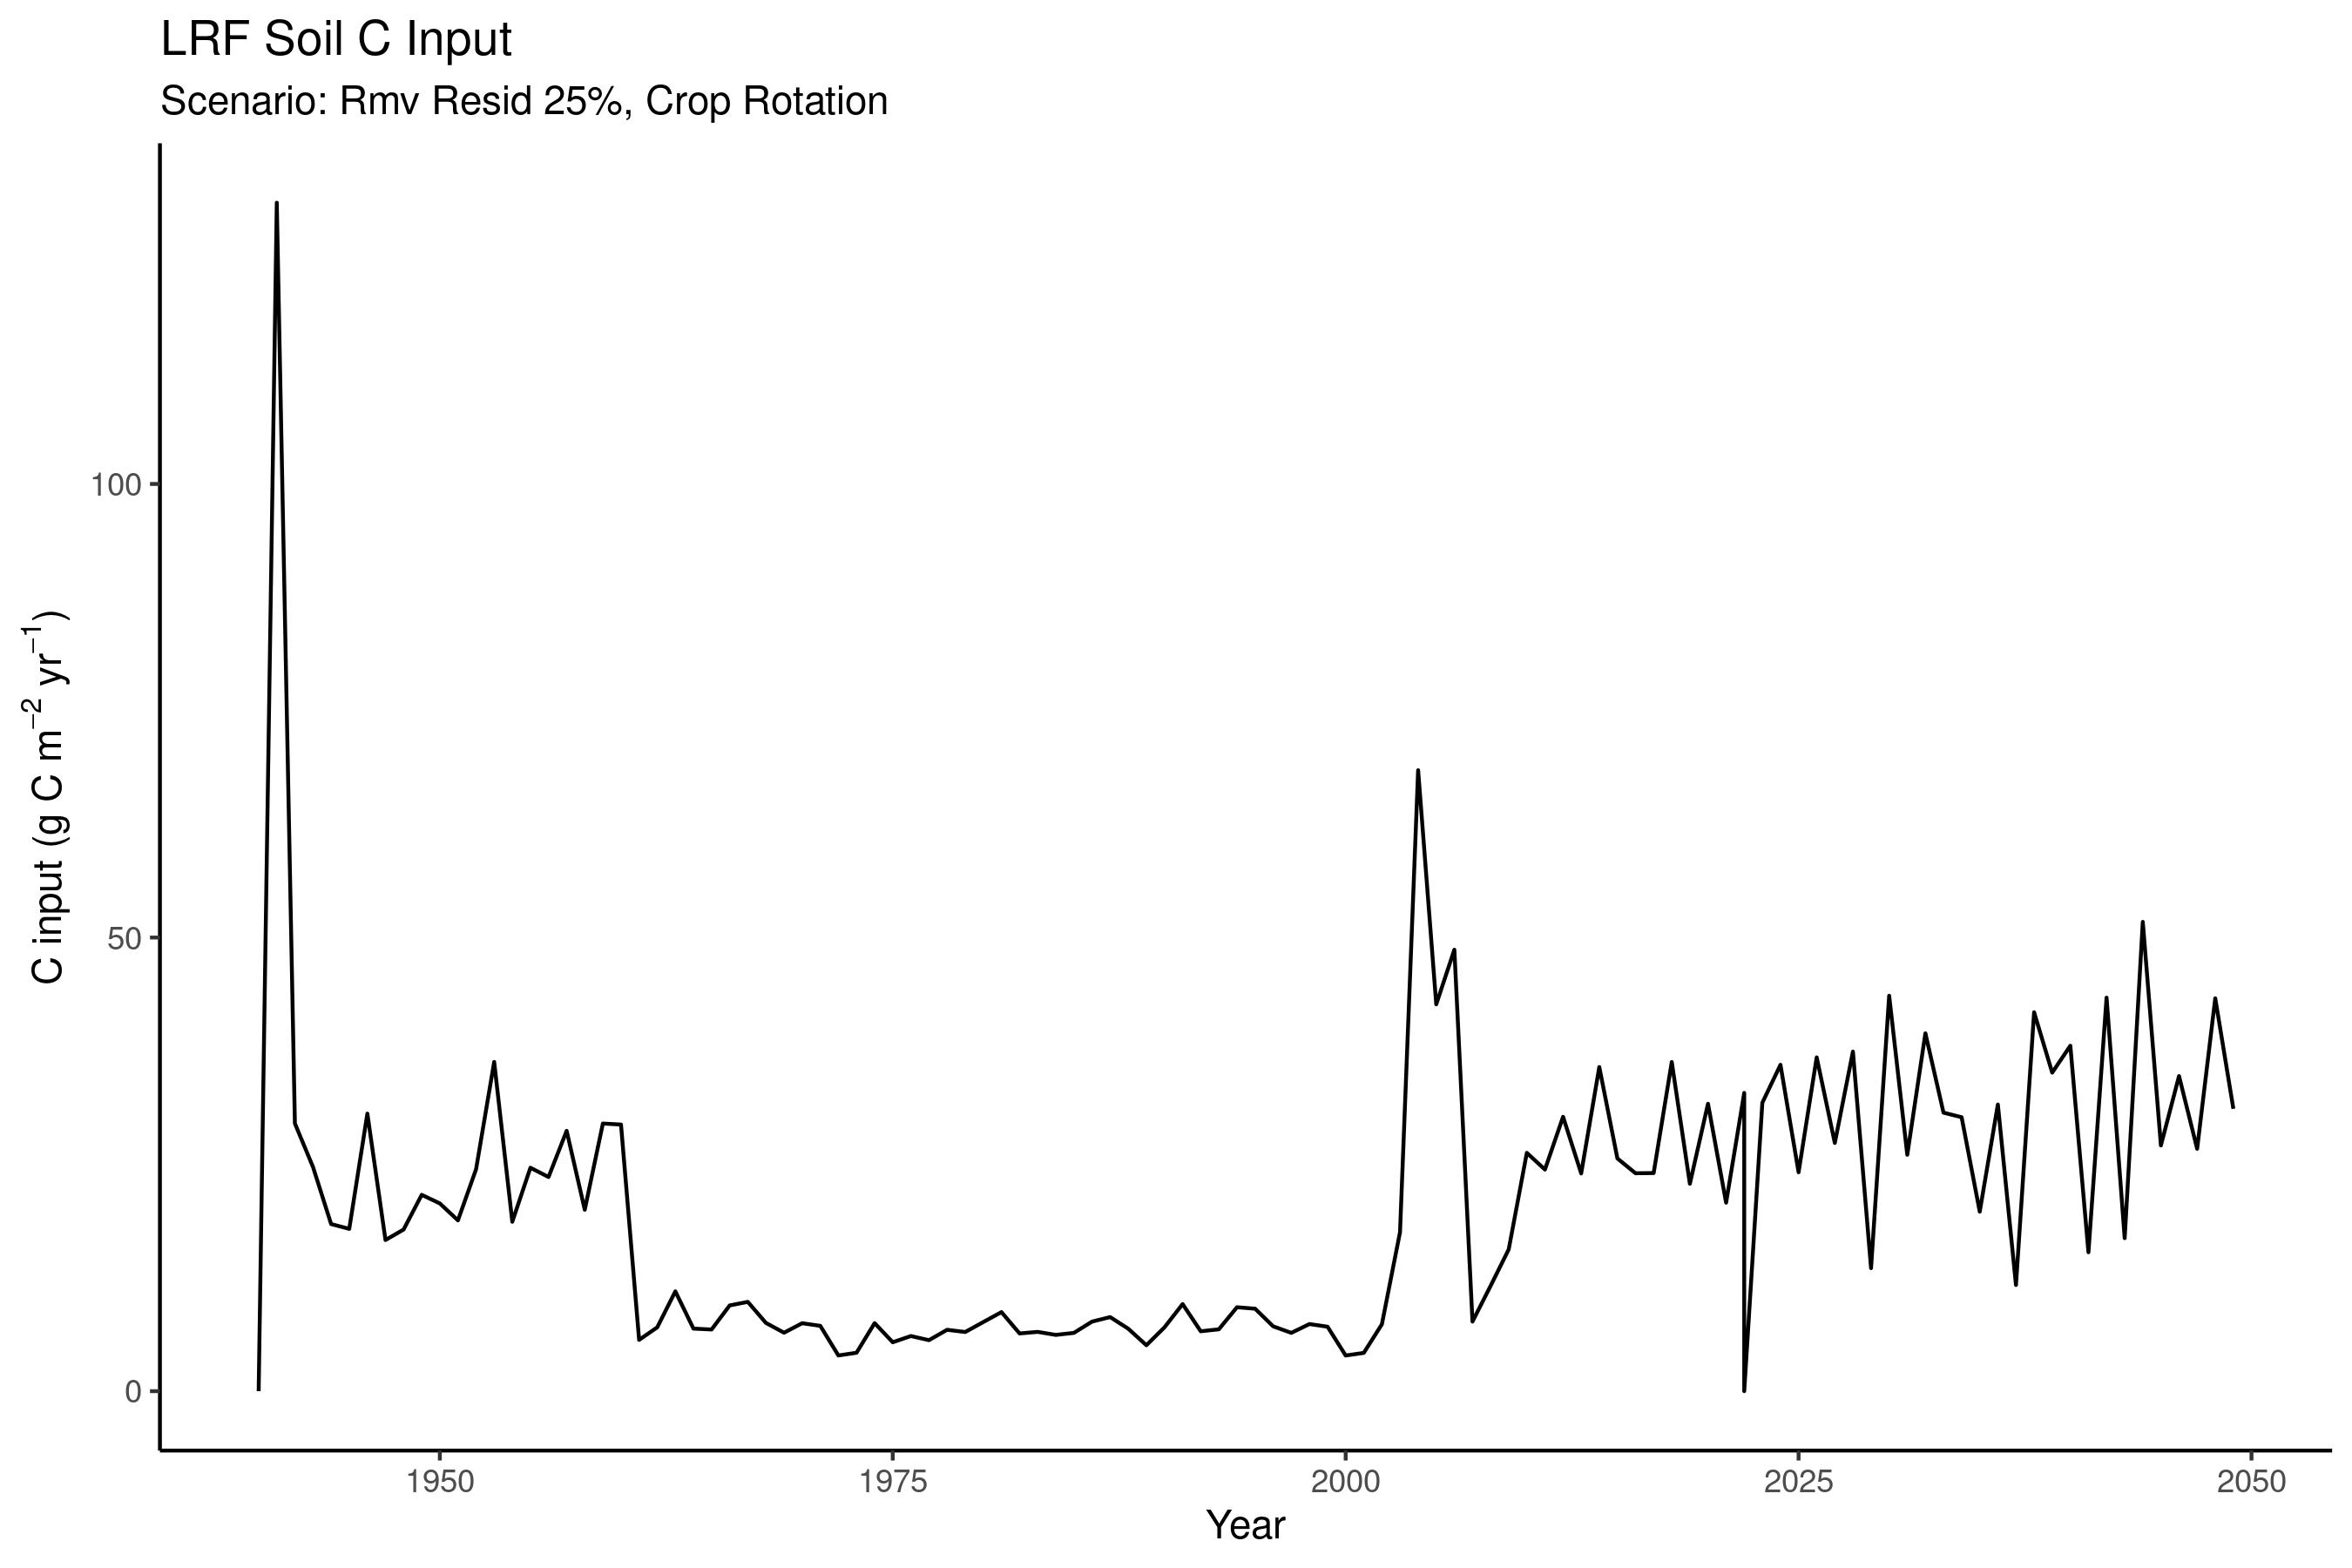 LRF Soil C Input
Scenario: Rmv Resid 25%, Crop Rotation
C input (g C m⁻² yr⁻¹)
100
50
0
1950 1975 2000 2025 2050
Year